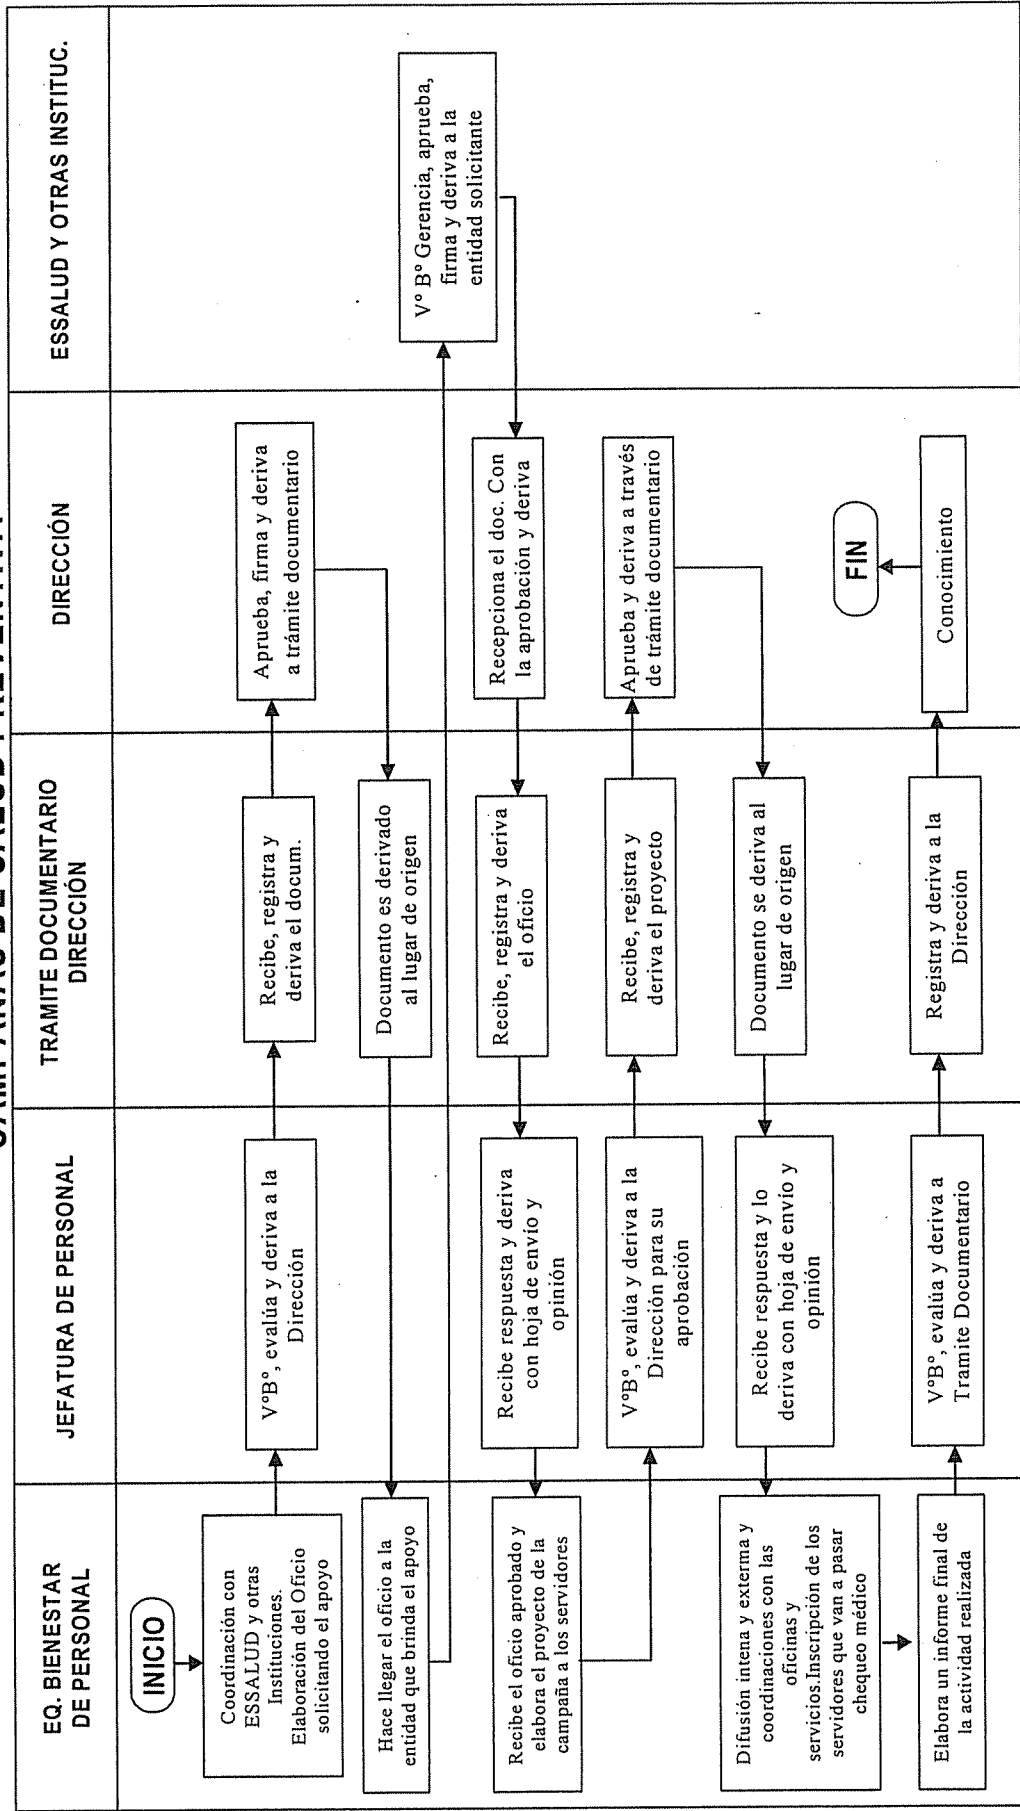 EQ. BIENESTAR
DE PERSONAL
JEFATURA DE PERSONAL
TRAMITE DOCUMENTARIO
DIRECCIÓN
DIRECCIÓN
ESSALUD Y OTRAS INSTITUC.
INICIO
Coordinación con
ESSALUD y otras
Instituciones.
Elaboración del Oficio
solicitando el apoyo
V°B°, evalúa y deriva a la
Dirección
Recibe, registra y
deriva el docum.
Aprueba, firma y deriva
a trámite documentario
Documento es derivado
al lugar de origen
Hace llegar el oficio a la
entidad que brinda el apoyo
V° B° Gerencia, aprueba,
firma y deriva a la
entidad solicitante
Recepciona el doc. Con
la aprobación y deriva
Recibe, registra y deriva
el oficio
Recibe respuesta y deriva
con hoja de envío y
opinión
Recibe el oficio aprobado y
elabora el proyecto de la
campaña a los servidores
V°B°, evalúa y deriva a la
Dirección para su
aprobación
Recibe, registra y
deriva el proyecto
Aprueba y deriva a través
de trámite documentario
Documento se deriva al
lugar de origen
Recibe respuesta y lo
deriva con hoja de envío y
opinión
Difusión intena y exterma y
coordinaciones con las
oficinas y
servicios.Inscripción de los
servidores que van a pasar
chequeo médico
Elabora un informe final de
la actividad realizada
V°B°, evalúa y deriva a
Tramite Documentario
Registra y deriva a la
Dirección
Conocimiento
FIN